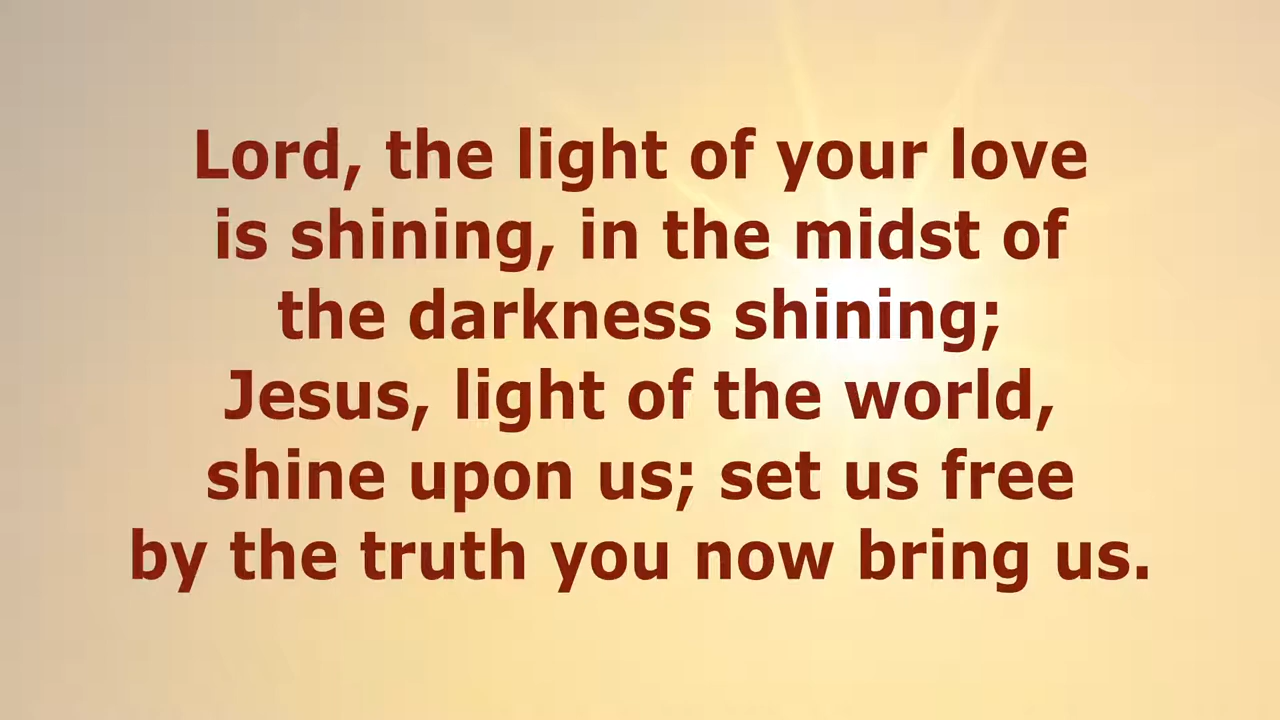 Lord, the light of your love
is shining, in the midst of
the darkness shining;
Jesus, light of the world,
shine upon us; set us free
by the truth you now bring us.